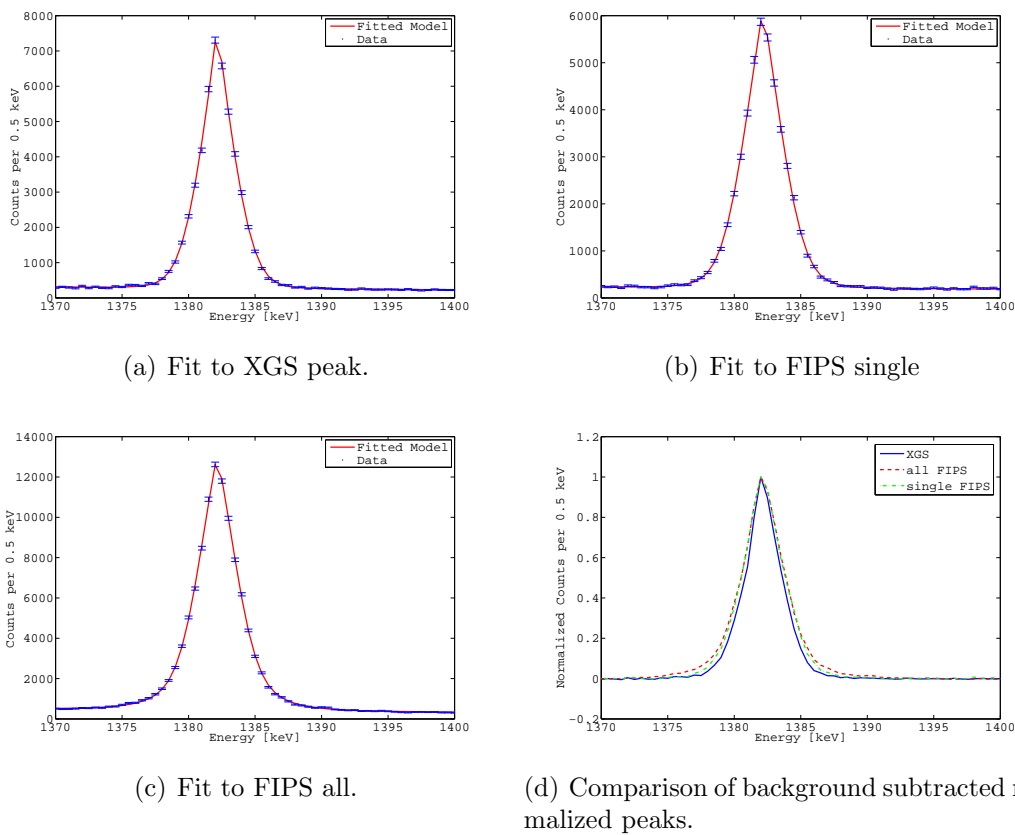 8000
7000
6000
5000
4000
3000
2000
1000
0
Counts per 0.5 keV
Fitted Model
Data
1370 1375 1380 1385 1390 1395 1400
Energy [keV]
(a) Fit to XGS peak.
6000
5000
4000
3000
2000
1000
0
Counts per 0.5 keV
Fitted Model
Data
1370 1375 1380 1385 1390 1395 1400
Energy [keV]
(b) Fit to FIPS single
14000
12000
10000
8000
6000
4000
2000
0
Counts per 0.5 keV
Fitted Model
Data
1370 1375 1380 1385 1390 1395 1400
Energy [keV]
(c) Fit to FIPS all.
1.2
1
0.8
0.6
0.4
0.2
0
−0.2
Normalized Counts per 0.5 keV
XGS
all FIPS
single FIPS
1370 1375 1380 1385 1390 1395 1400
Energy [keV]
(d) Comparison of background subtracted
malized peaks.